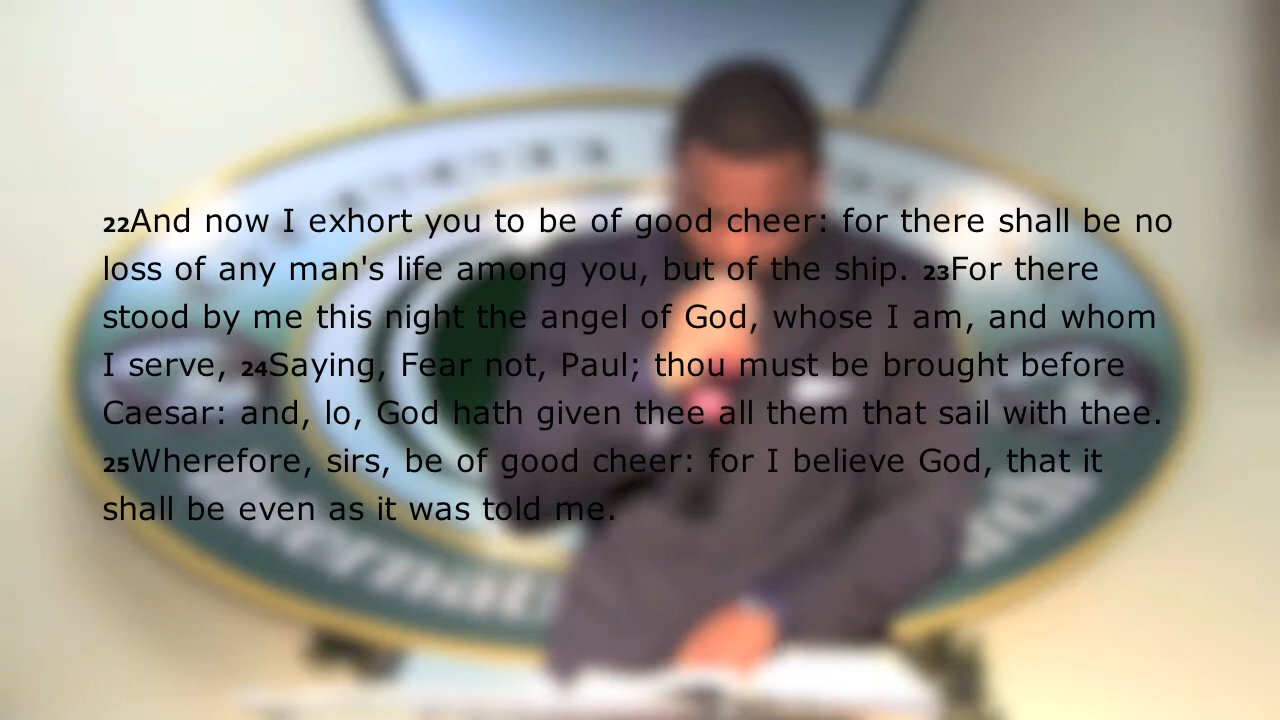 22And now I exhort you to be of good cheer: for there shall be no
loss of any man's life among you, but of the ship. 23For there
stood by me this night the angel of God, whose I am, and whom
I serve, 24Saying, Fear not, Paul; thou must be brought before
Caesar: and, lo, God hath given thee all them that sail with thee.
25Wherefore, sirs, be of good cheer: for I believe God, that it
shall be even as it was told me.